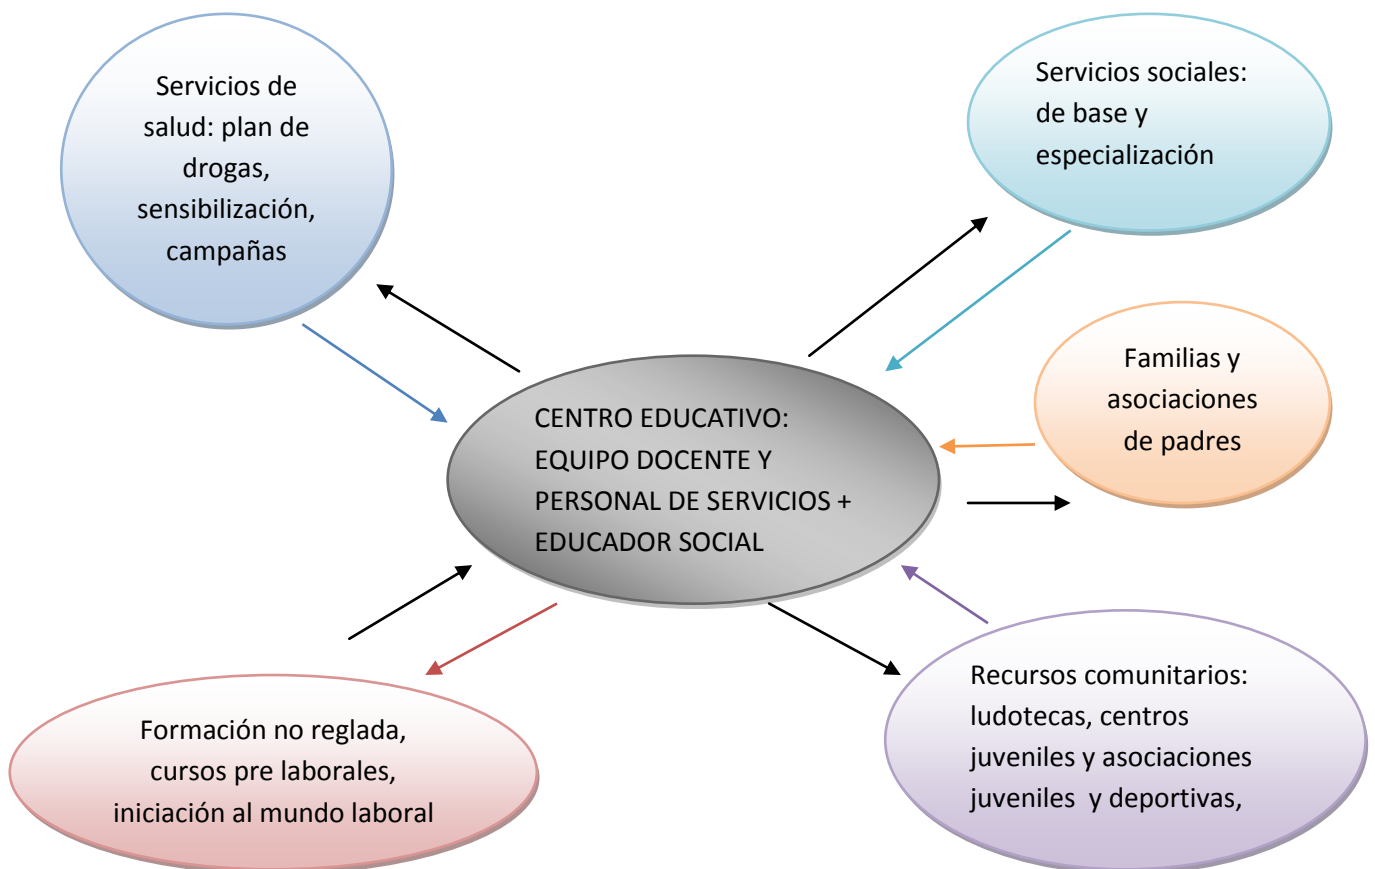 Servicios de
salud: plan de
drogas,
sensibilización,
campañas
Servicios sociales:
de base y
especialización
Familias y
asociaciones
de padres
CENTRO EDUCATIVO:
EQUIPO DOCENTE Y
PERSONAL DE SERVICIOS +
EDUCADOR SOCIAL
Formación no reglada,
cursos pre laborales,
iniciación al mundo laboral
Recursos comunitarios:
ludotecas, centros
juveniles y asociaciones
juveniles  y deportivas,